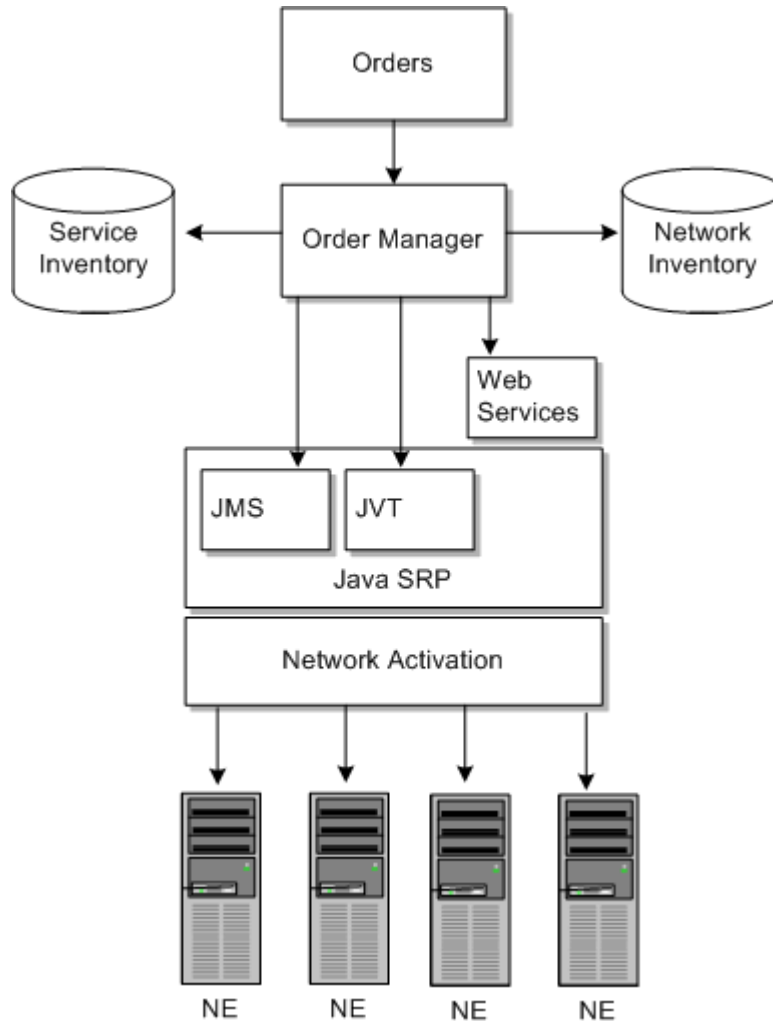 Orders
Service
Inventory
Order Manager
Network
Inventory
Web
Services
JMS
JVT
Java SRP
Network Activation
NE
NE
NE
NE